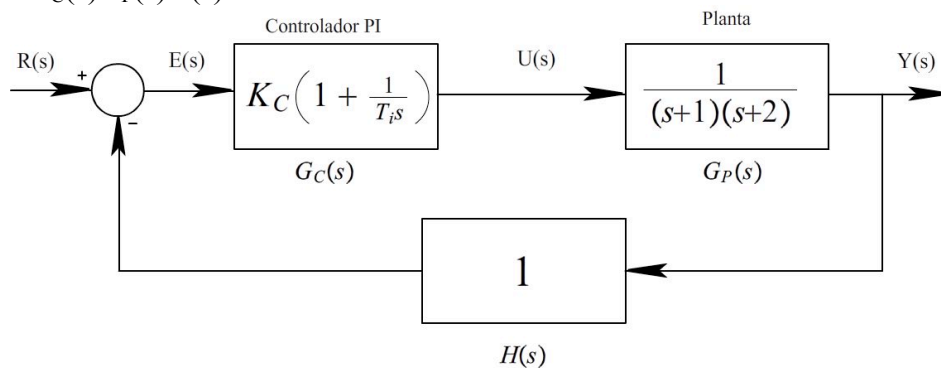 Controlador PI
Planta
R(s)
+
E(s)
K_C(1 + 1/(T_i s))
U(s)
1/((s+1)(s+2))
Y(s)
−
G_C(s)
G_P(s)
1
H(s)